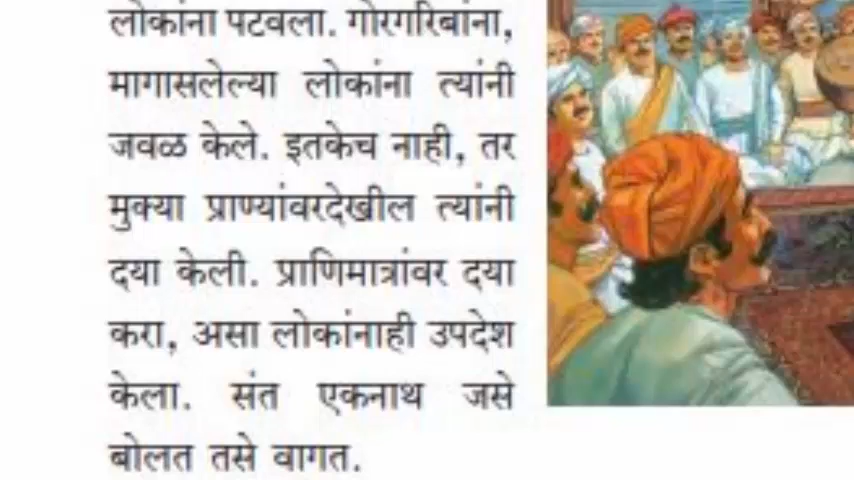 लोकांना पटवला. गोरगरिबांना,
मागासलेल्या लोकांना त्यांनी
जवळ केले. इतकेच नाही, तर
मुक्या प्राण्यांवरदेखील त्यांनी
दया केली. प्राणिमात्रांवर दया
करा, असा लोकांनाही उपदेश
केला. संत एकनाथ जसे
बोलत तसे वागत.